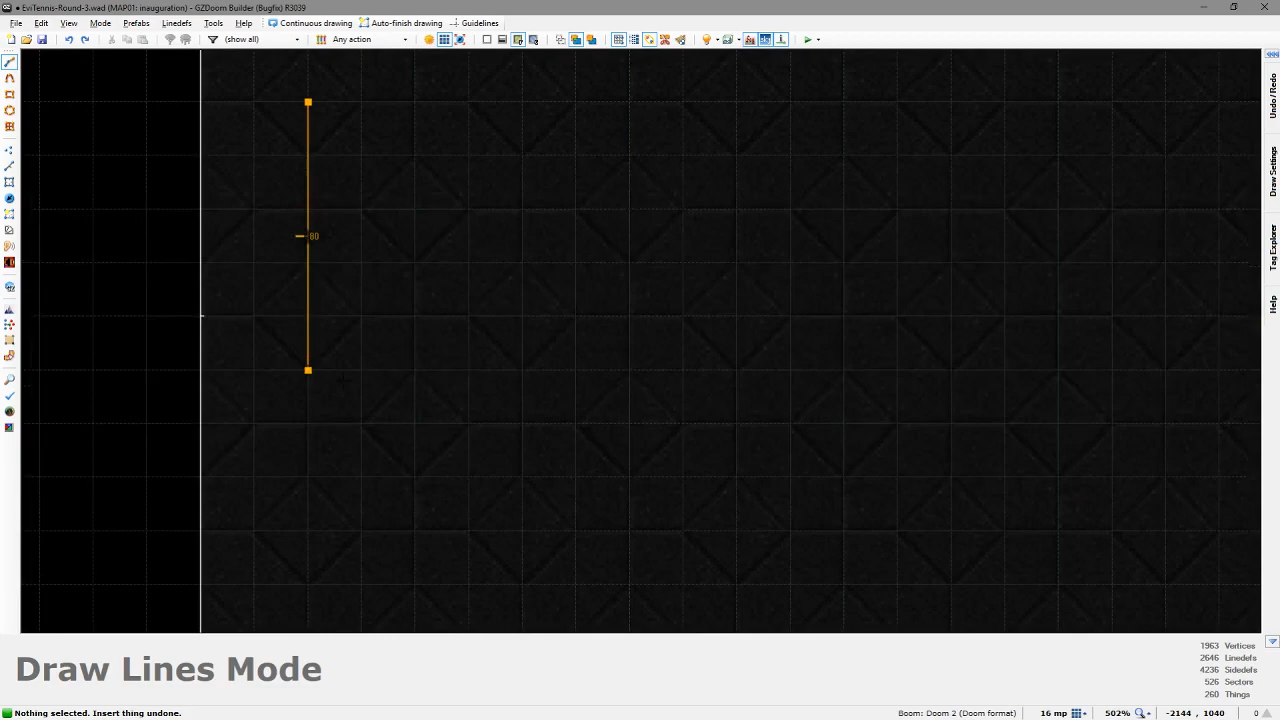 • EviTennis-Round-3.wad (MAP01: inauguration) - GZDoom Builder (Bugfix) R3039
File Edit View Mode Prefabs Linedefs Tools Help Continuous drawing Auto-finish drawing Guidelines
(show all) Any action
80
Undo / Redo
Draw Settings
Tag Explorer
Help
Draw Lines Mode
1963 Vertices
2646 Linedefs
4236 Sidedefs
526 Sectors
260 Things
Nothing selected. Insert thing undone. Boom: Doom 2 (Doom format) 16 mp 502% -2144 , 1040 0